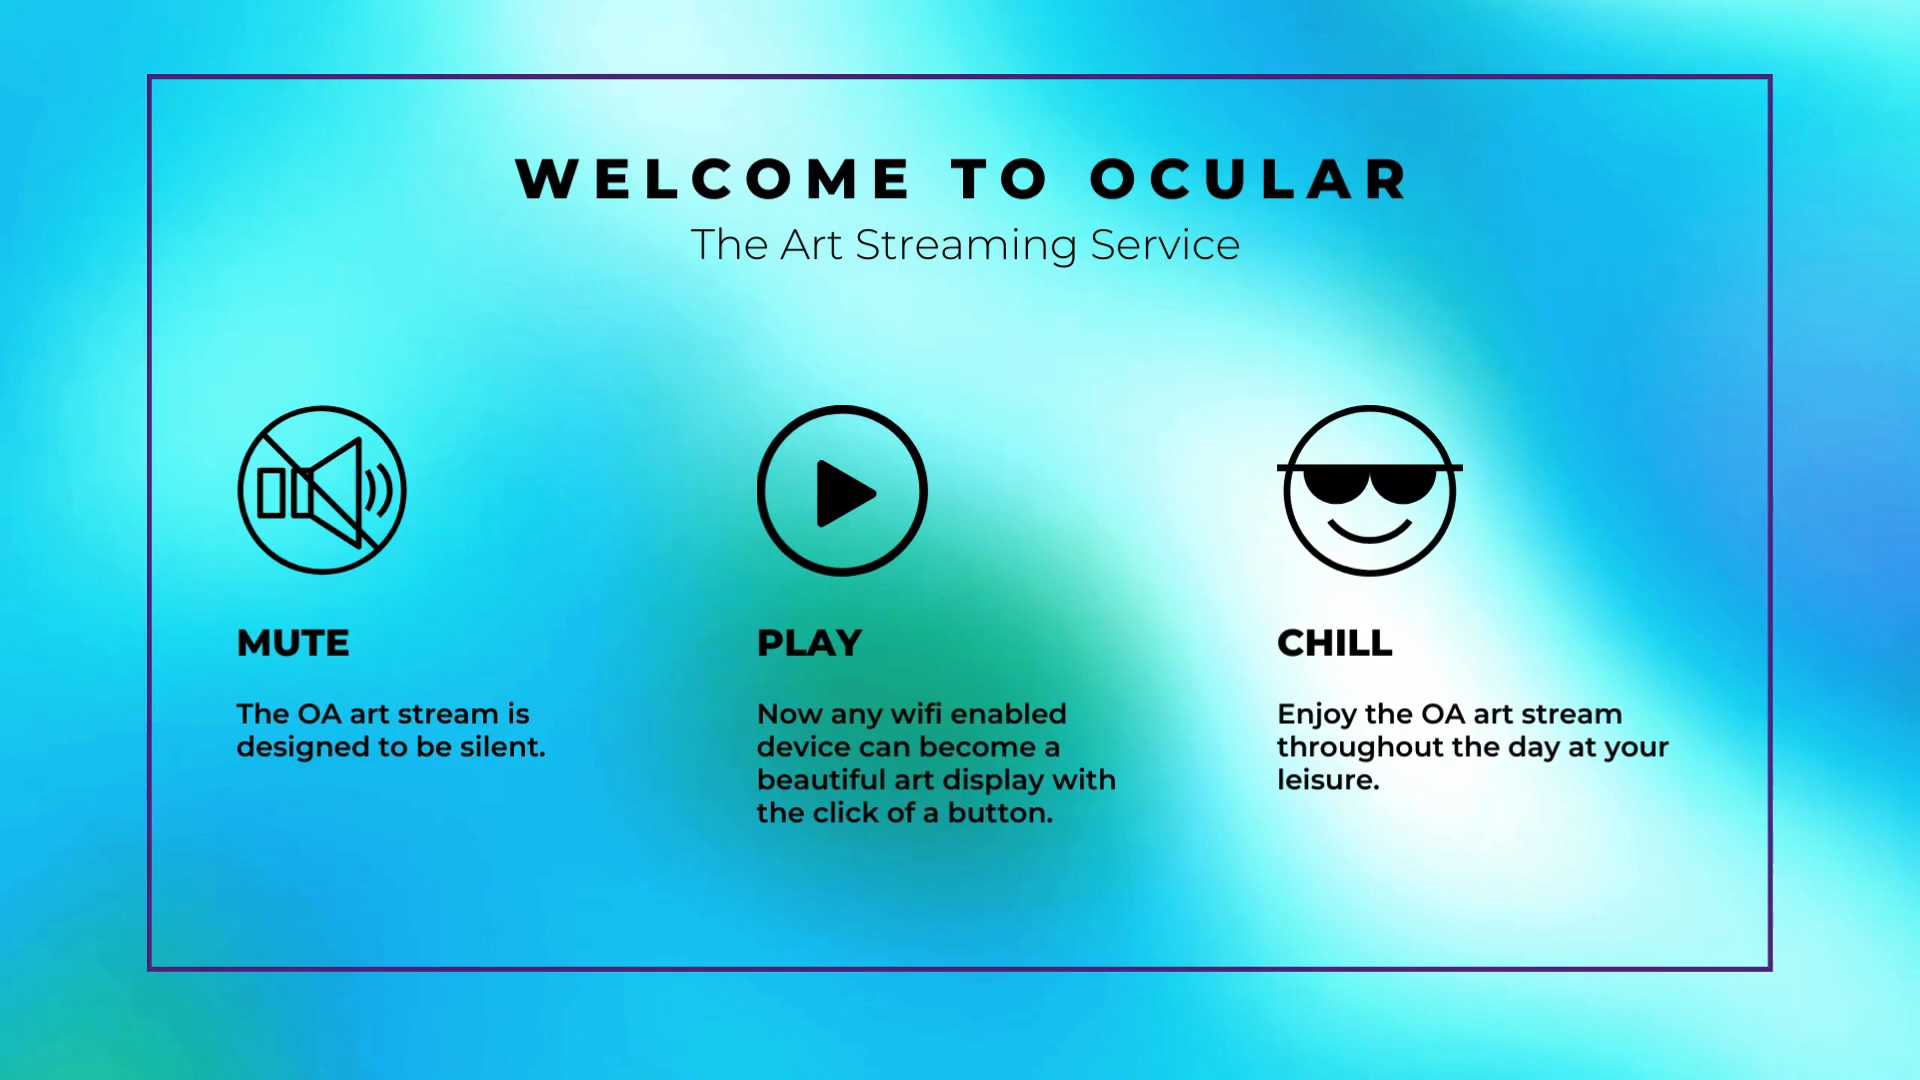 WELCOME TO OCULAR
The Art Streaming Service
MUTE
The OA art stream is
designed to be silent.
PLAY
Now any wifi enabled
device can become a
beautiful art display with
the click of a button.
CHILL
Enjoy the OA art stream
throughout the day at your
leisure.